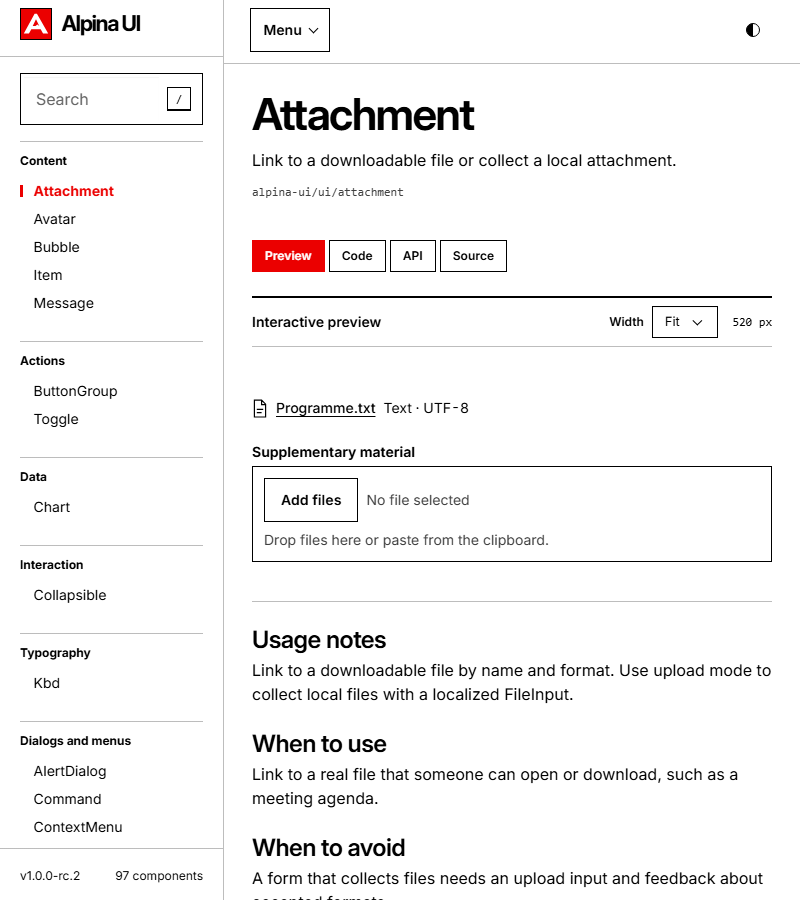 Alpina UI
Search /
Content
Attachment
Avatar
Bubble
Item
Message
Actions
ButtonGroup
Toggle
Data
Chart
Interaction
Collapsible
Typography
Kbd
Dialogs and menus
AlertDialog
Command
ContextMenu
v1.0.0-rc.2 97 components
Menu
Attachment
Link to a downloadable file or collect a local attachment.
alpina-ui/ui/attachment
Preview Code API Source
Interactive preview Width Fit 520 px
Programme.txt Text · UTF-8
Supplementary material
Add files No file selected
Drop files here or paste from the clipboard.
Usage notes
Link to a downloadable file by name and format. Use upload mode to
collect local files with a localized FileInput.
When to use
Link to a real file that someone can open or download, such as a
meeting agenda.
When to avoid
A form that collects files needs an upload input and feedback about